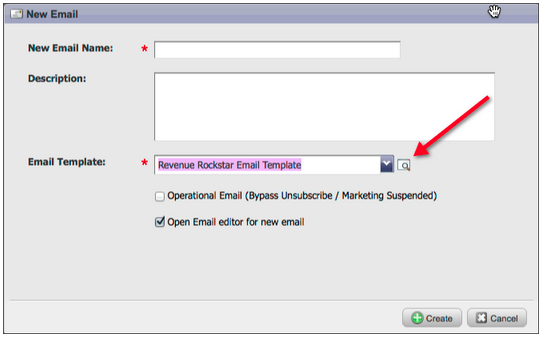 New Email
New Email Name: *
Description:
Email Template: * Revenue Rockstar Email Template
Operational Email (Bypass Unsubscribe / Marketing Suspended)
Open Email editor for new email
Create Cancel